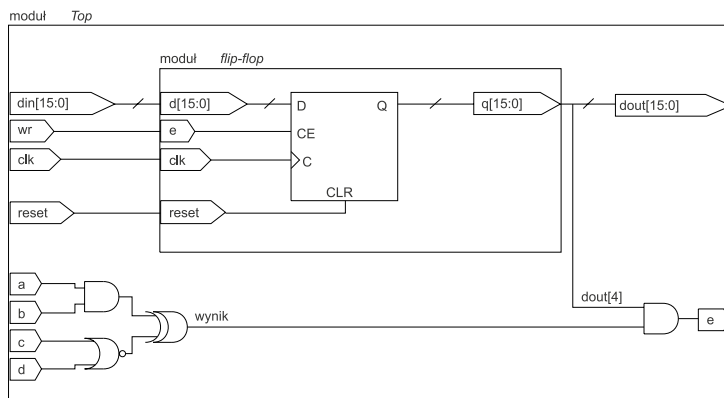 moduł Top
moduł flip-flop
din[15:0] d[15:0] D Q q[15:0] dout[15:0]
wr e CE
clk clk C
CLR
reset reset
a
b
c
d
wynik
dout[4]
e